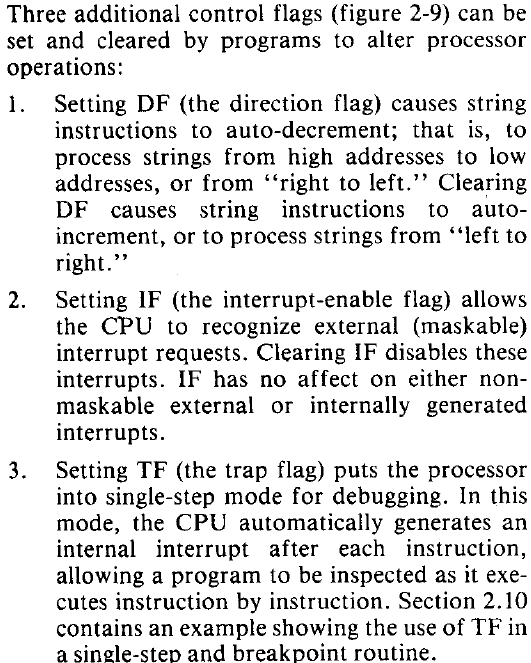 Three additional control flags (figure 2-9) can be
set and cleared by programs to alter processor
operations:
1. Setting DF (the direction flag) causes string
instructions to auto-decrement; that is, to
process strings from high addresses to low
addresses, or from “right to left.” Clearing
DF causes string instructions to auto-
increment, or to process strings from “left to
right.”
2. Setting IF (the interrupt-enable flag) allows
the CPU to recognize external (maskable)
interrupt requests. Clearing IF disables these
interrupts. IF has no affect on either non-
maskable external or internally generated
interrupts.
3. Setting TF (the trap flag) puts the processor
into single-step mode for debugging. In this
mode, the CPU automatically generates an
internal interrupt after each instruction,
allowing a program to be inspected as it exe-
cutes instruction by instruction. Section 2.10
contains an example showing the use of TF in
a single-step and breakpoint routine.